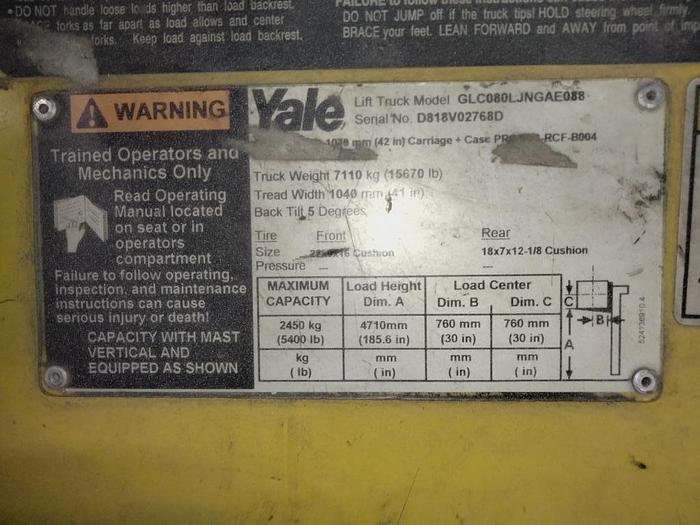 • DO NOT handle loose loads higher than load backrest.
forks as far apart as load allows and center
forks. Keep load against load backrest.
FAILURE to follow these instructions
DO NOT JUMP off if the truck tips! HOLD steering wheel firmly.
BRACE your feet. LEAN FORWARD and AWAY from point of
WARNING
Trained Operators and
Mechanics Only
Read Operating
Manual located
on seat or in
operators
compartment
Failure to follow operating,
inspection, and maintenance
instructions can cause
serious injury or death!
CAPACITY WITH MAST
VERTICAL AND
EQUIPPED AS SHOWN
Yale
Lift Truck Model GLC080LJNGAE088
Serial No. D818V02768D
mm (42 in) Carriage + Case -RCF-B004
Truck Weight 7110 kg (15670 lb)
Tread Width 1040 mm (41 in)
Back Tilt 5 Degrees
Tire Front Rear
Size Cushion 18x7x12-1/8 Cushion
Pressure — —
MAXIMUM CAPACITY Load Height Dim. A Load Center Dim. B Dim. C
2450 kg 4710mm 760 mm 760 mm
(5400 lb) (185.6 in) (30 in) (30 in)
kg mm mm mm
( lb) ( in) ( in) ( in)
C
B
A